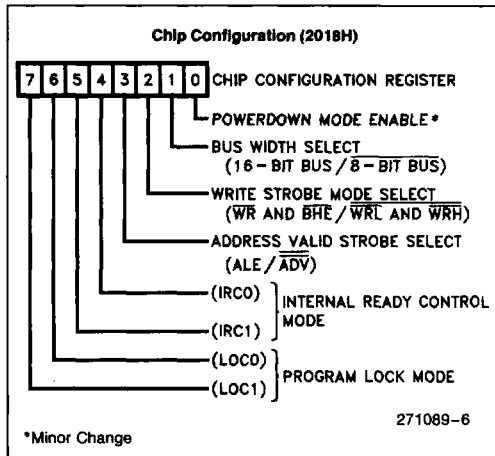 Chip Configuration (2018H)
7 6 5 4 3 2 1 0 CHIP CONFIGURATION REGISTER
POWERDOWN MODE ENABLE*
BUS WIDTH SELECT
(16-BIT BUS / 8-BIT BUS)
WRITE STROBE MODE SELECT
(WR AND BHE / WRL AND WRH)
ADDRESS VALID STROBE SELECT
(ALE / ADV)
(IRC0)
(IRC1)
INTERNAL READY CONTROL
MODE
(LOC0)
(LOC1)
PROGRAM LOCK MODE
271089-6
*Minor Change